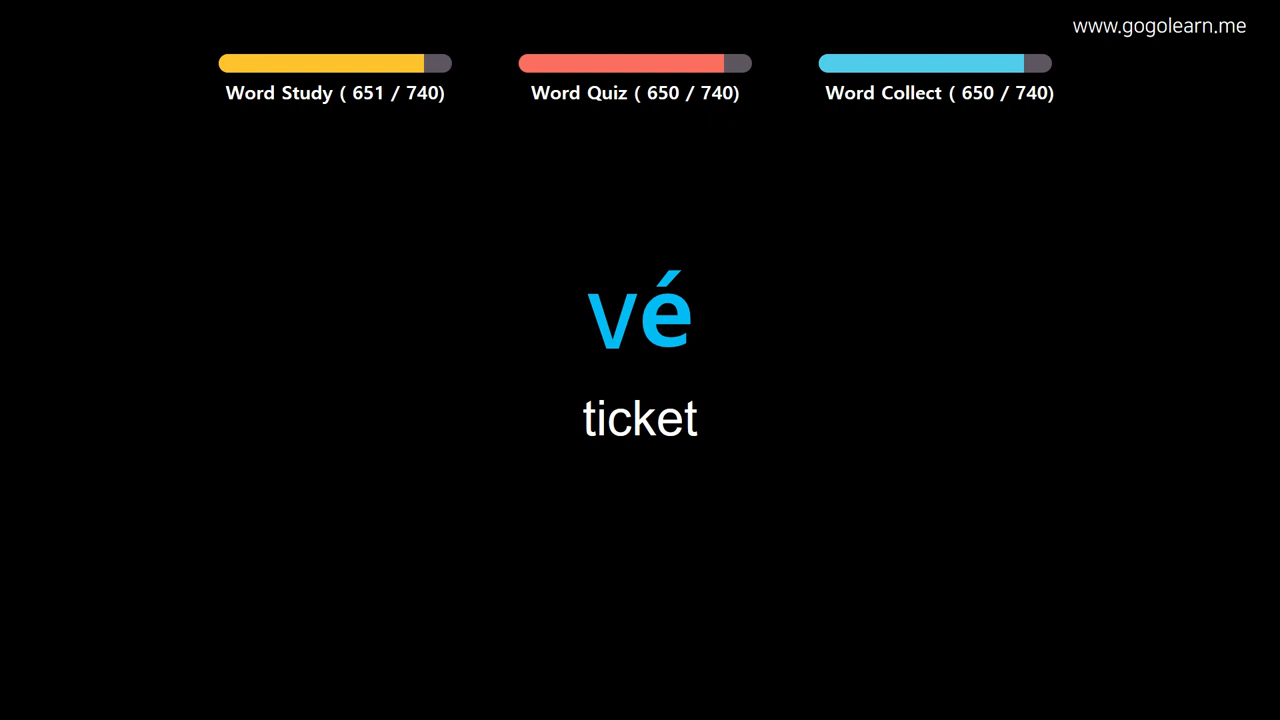 www.gogolearn.me
Word Study ( 651 / 740)
Word Quiz ( 650 / 740)
Word Collect ( 650 / 740)
vé
ticket